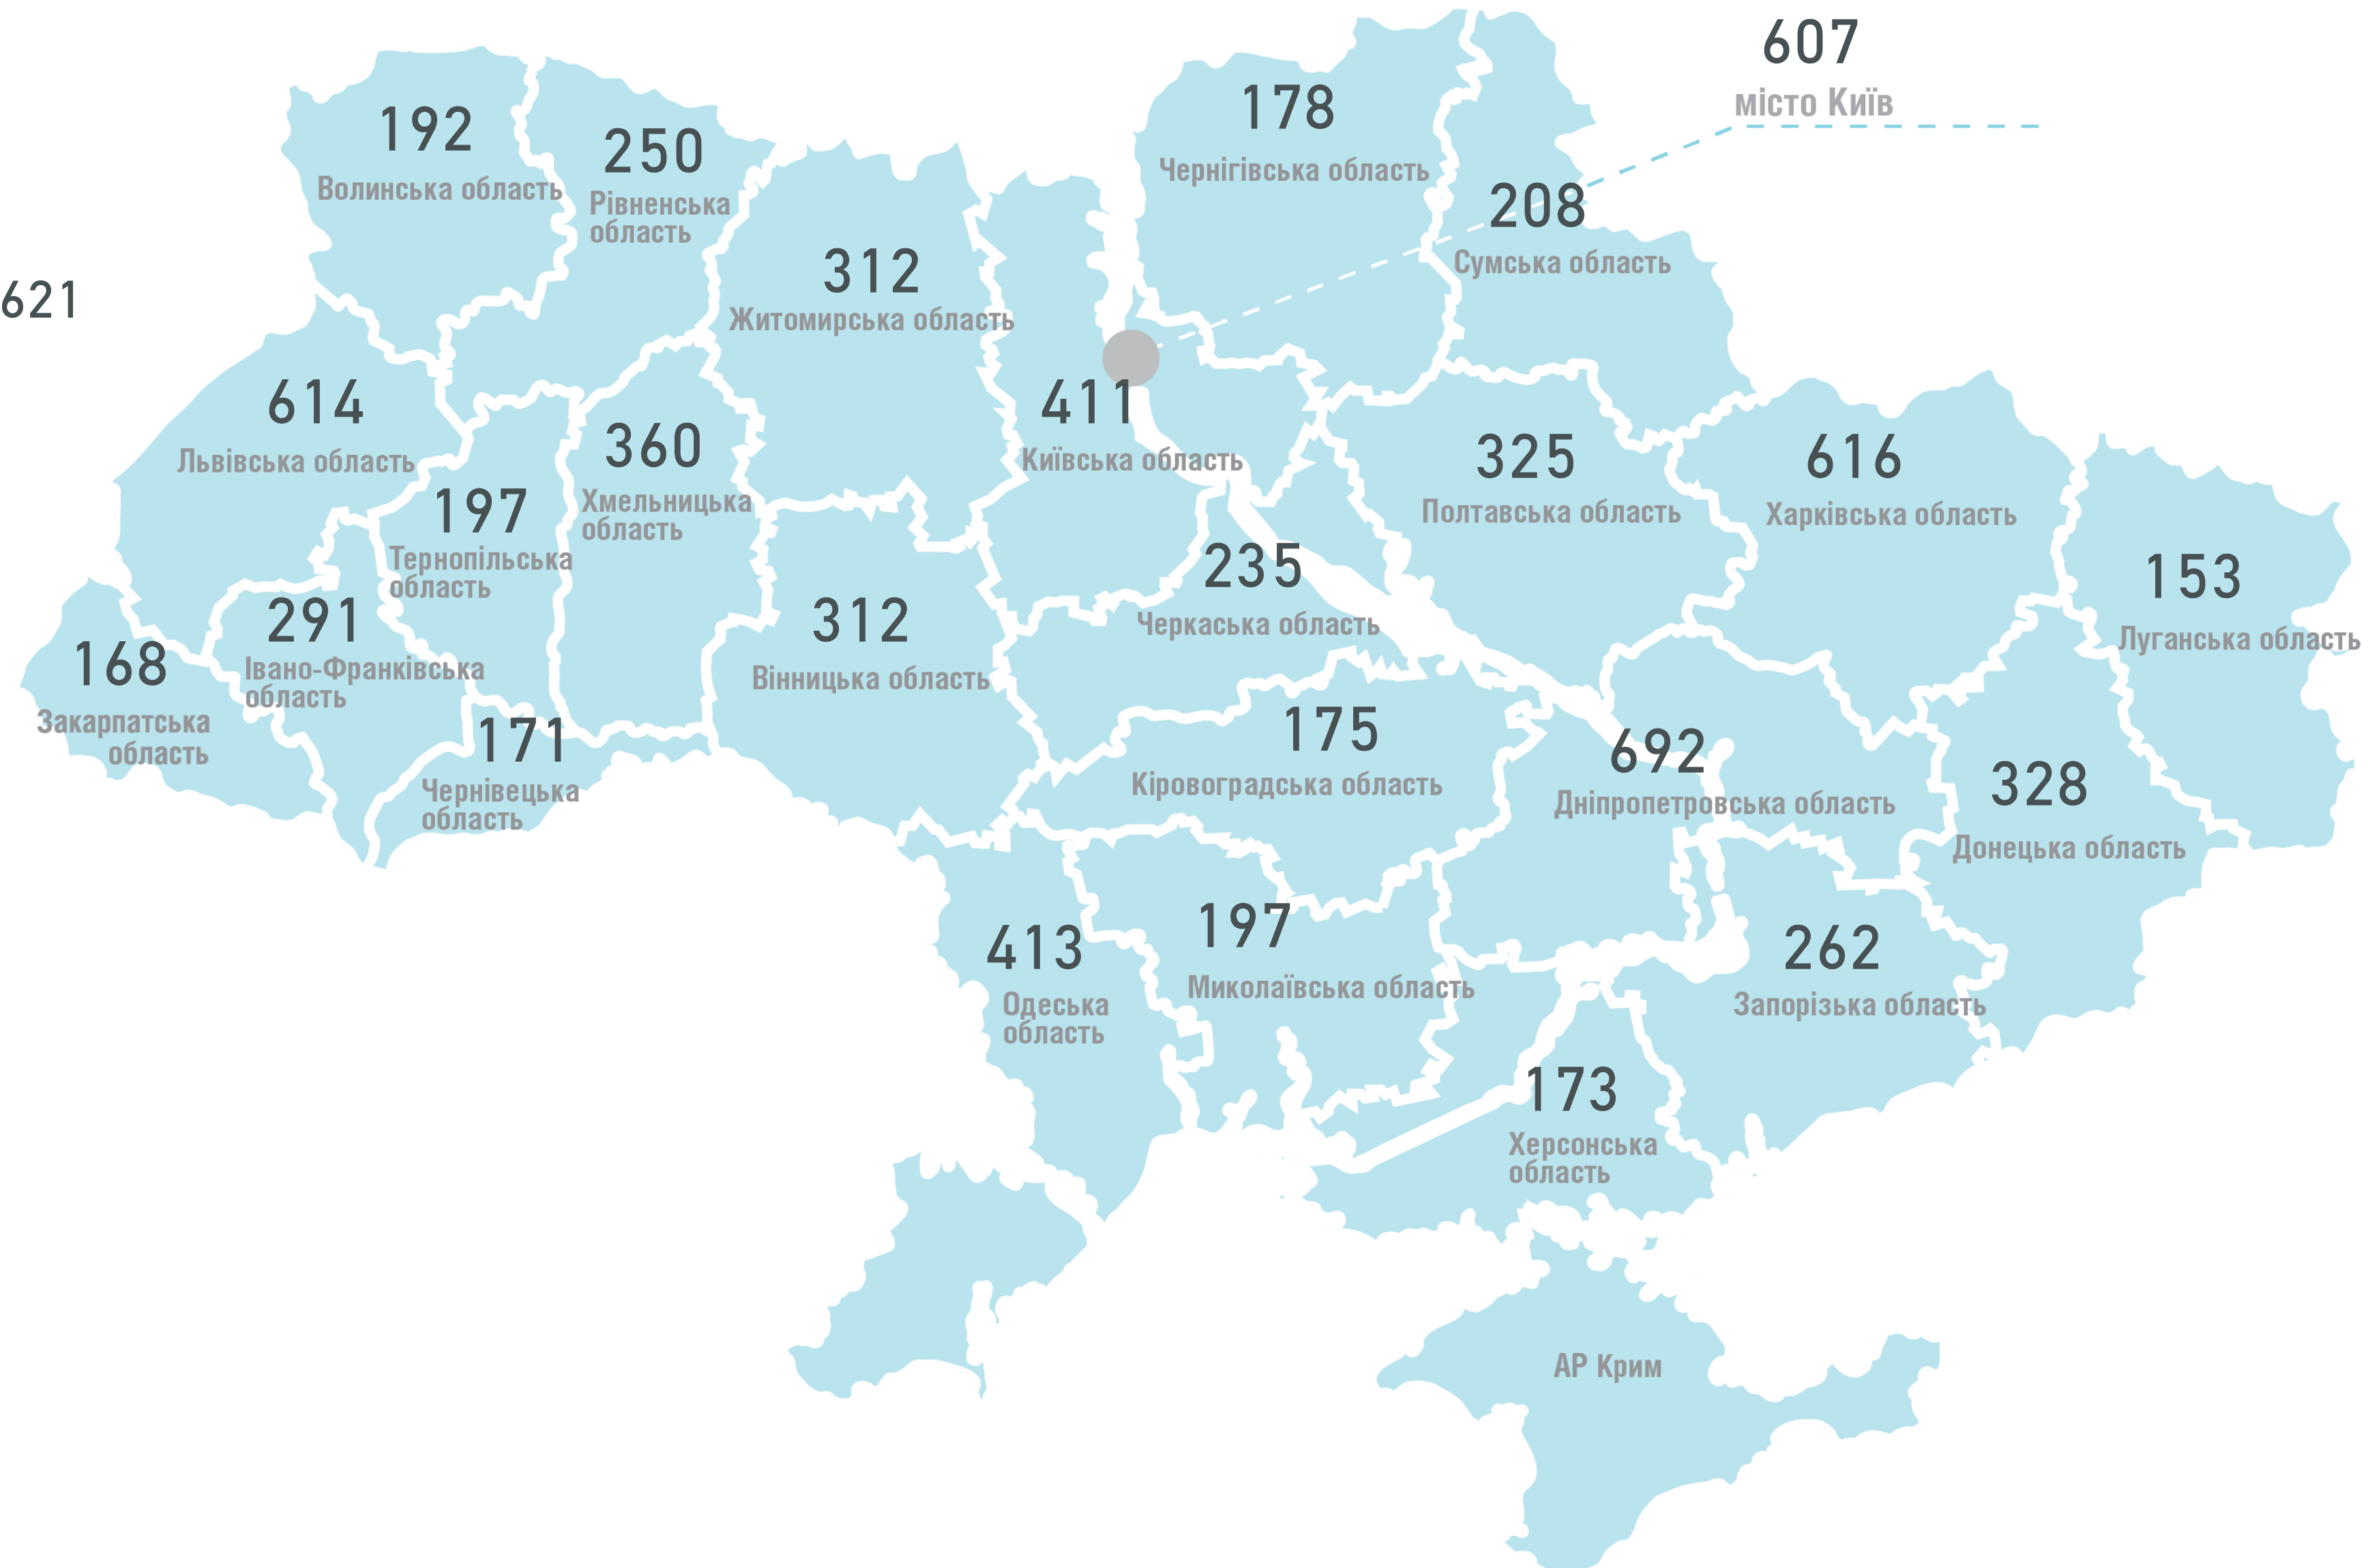 607
місто Київ
178
Чернігівська область
192
Волинська область
250
Рівненська
область
208
Сумська область
312
Житомирська область
621
614
Львівська область
411
Київська область
360
Хмельницька
область
325
Полтавська область
616
Харківська область
197
Тернопільська
область
235
Черкаська область
153
Луганська область
291
Івано-Франківська
область
312
Вінницька область
168
Закарпатська
область
171
Чернівецька
область
175
Кіровоградська область
692
Дніпропетровська область
328
Донецька область
413
Одеська
область
197
Миколаївська область
262
Запорізька область
173
Херсонська
область
АР Крим